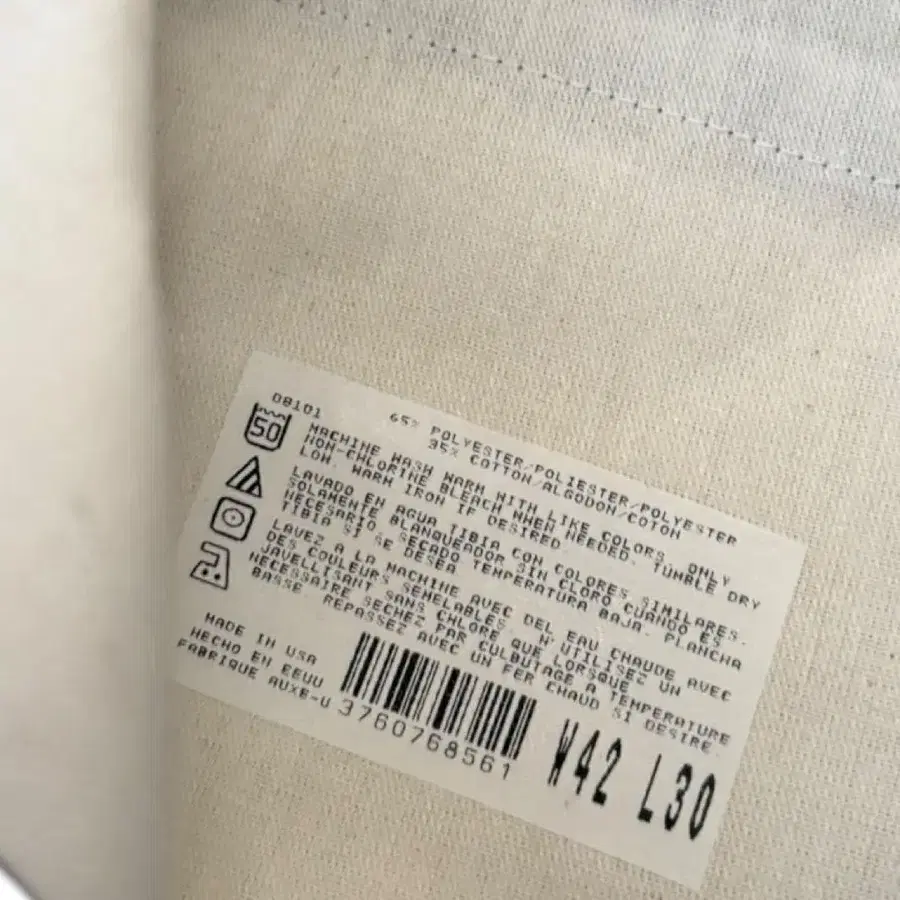 08101
65% POLYESTER/POLIESTER/POLYESTER
35% COTTON/ALGODON/COTON
50
MACHINE WASH WARM WITH LIKE COLORS. ONLY
NON-CHLORINE BLEACH WHEN NEEDED. TUMBLE DRY
LOW. WARM IRON IF DESIRED.
LAVADO EN AGUA TIBIA CON COLORES SIMILARES.
SOLAMENTE BLANQUEADOR SIN CLORO CUANDO ES
NECESARIO SECADO TEMPERATURA BAJA. PLANCHA
TIBIA SI SE DESEA
LAVEZ A LA MACHINE AVEC DEL EAU CHAUDE AVEC
DES COULEURS SEMELABLES. N'UTILISEZ UN
JAVELLISANT SANS CHLORE QUE LORSQUE
NECESSAIRE SECHEZ PAR CULBUTAGE A TEMPERATURE
BASSE REPASSEZ AVEC UN FER CHAUD SI DESIRE
MADE IN USA
HECHO EN EEUU
FABRIQUE AUXE-U
3760768561
W42 L30